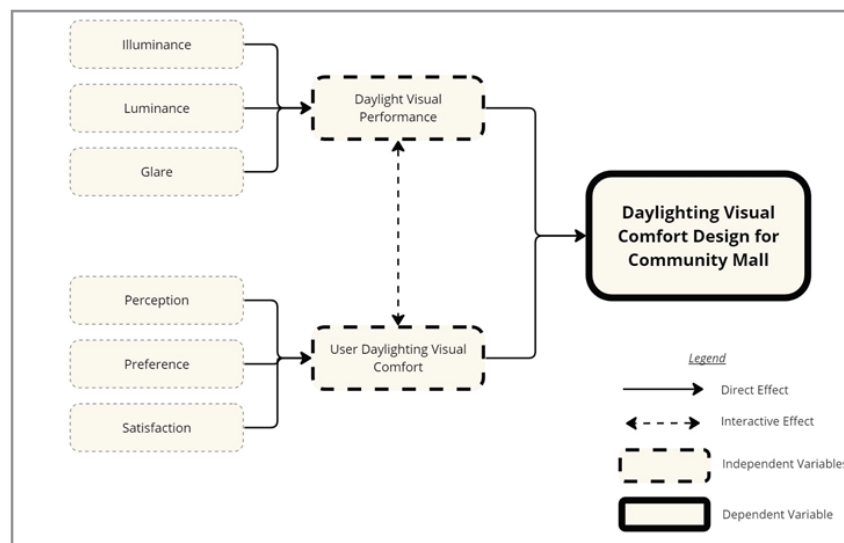 Illuminance
Luminance
Glare
Daylight Visual
Performance
Perception
Preference
Satisfaction
User Daylighting Visual
Comfort
Daylighting Visual
Comfort Design for
Community Mall
Legend
Direct Effect
Interactive Effect
Independent Variables
Dependent Variable